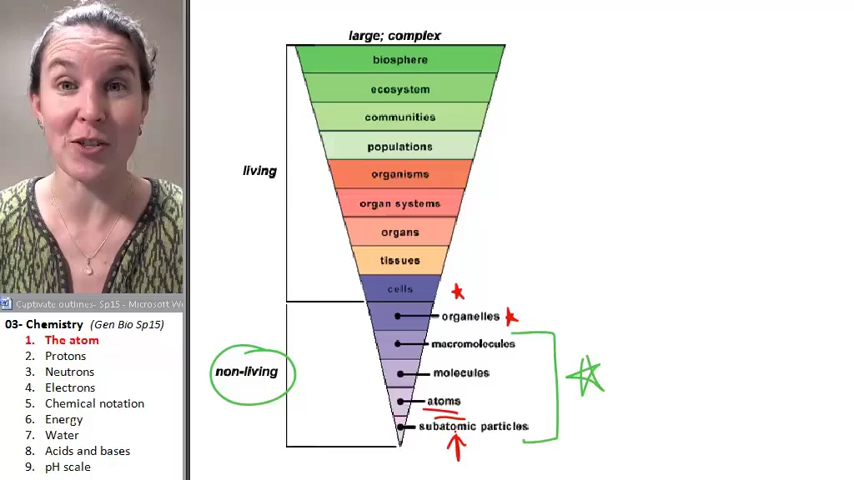 large; complex
biosphere
ecosystem
communities
populations
organisms
organ systems
organs
tissues
cells
organelles
macromolecules
molecules
atoms
subatomic particles
living
non-living
Captivate outlines- Sp15 - Microsoft W
03- Chemistry (Gen Bio Sp15)
1. The atom
2. Protons
3. Neutrons
4. Electrons
5. Chemical notation
6. Energy
7. Water
8. Acids and bases
9. pH scale